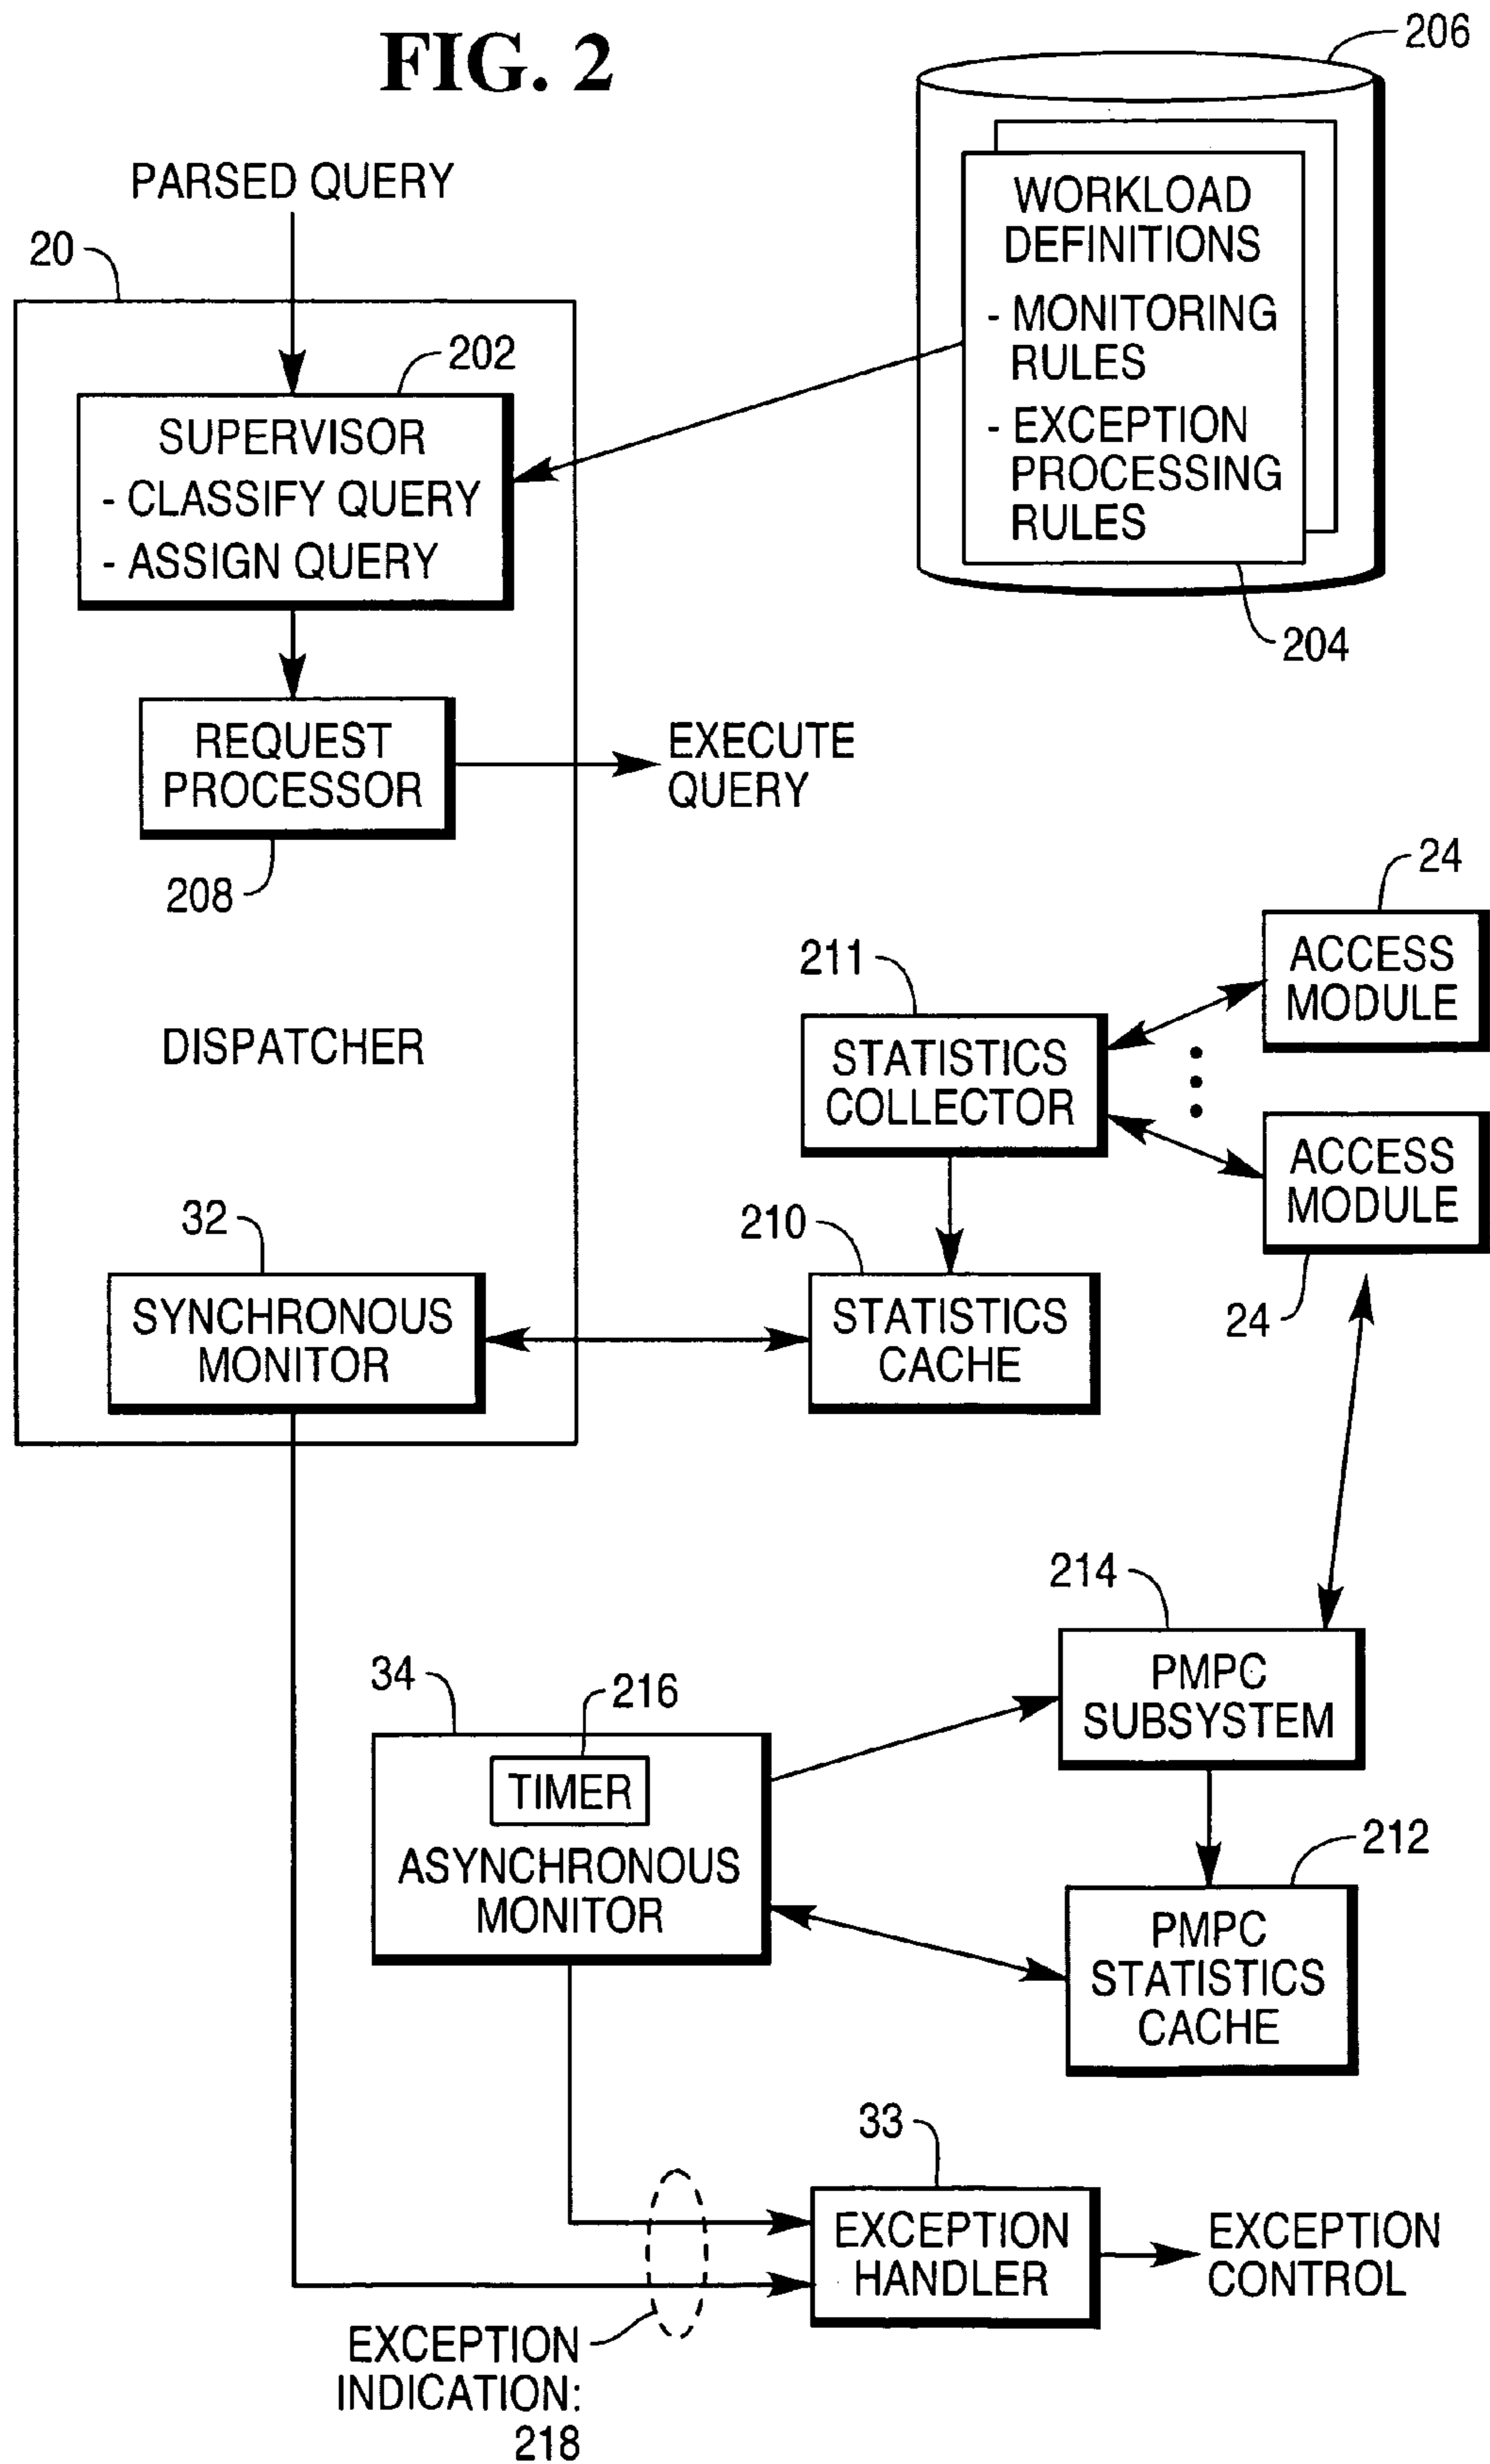 FIG. 2
206
PARSED QUERY
20
202
SUPERVISOR
- CLASSIFY QUERY
- ASSIGN QUERY
WORKLOAD
DEFINITIONS
- MONITORING
RULES
- EXCEPTION
PROCESSING
RULES
204
REQUEST
PROCESSOR
EXECUTE
QUERY
208
24
ACCESS
MODULE
211
STATISTICS
COLLECTOR
DISPATCHER
ACCESS
MODULE
24
32
210
SYNCHRONOUS
MONITOR
STATISTICS
CACHE
214
PMPC
SUBSYSTEM
34
216
TIMER
ASYNCHRONOUS
MONITOR
212
PMPC
STATISTICS
CACHE
33
EXCEPTION
HANDLER
EXCEPTION
CONTROL
EXCEPTION
INDICATION:
218